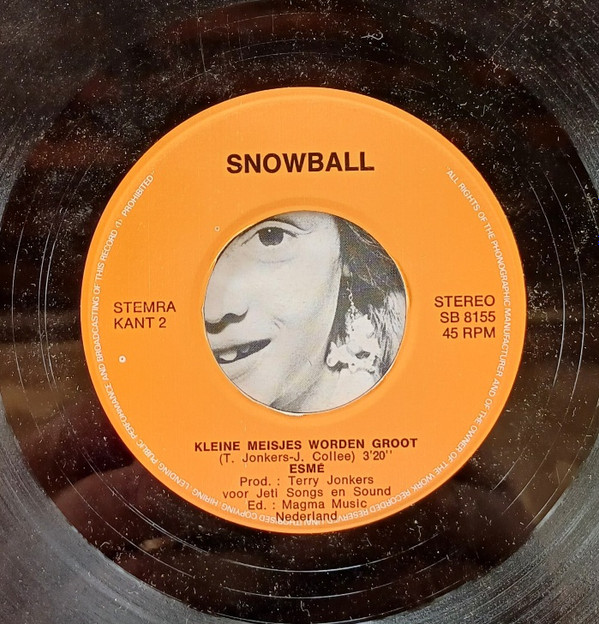 SNOWBALL
STEMRA
KANT 2
STEREO
SB 8155
45 RPM
KLEINE MEISJES WORDEN GROOT
(T. Jonkers-J. Collee) 3'20''
ESMÉ
Prod. : Terry Jonkers
voor Jeti Songs en Sound
Ed. : Magma Music
Nederland
ALL RIGHTS OF THE PHONOGRAPHIC MANUFACTURER AND OF THE OWNER OF THE WORK RECORDED RESERVED UNAUTHORISED COPYING; HIRING; LENDING PUBLIC PERFORMANCE AND BROADCASTING OF THIS RECORD PROHIBITED